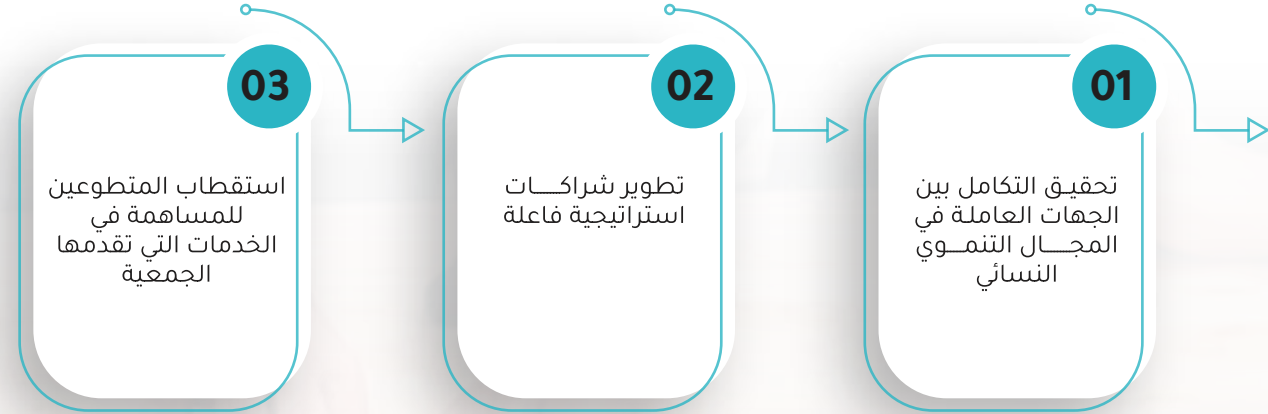 01
تحقيق التكامل بين
الجهات العاملة في
المجـــال التنمــوي
النسائي
02
تطوير شراكـــات
استراتيجية فاعلة
03
استقطاب المتطوعين
للمساهمة في
الخدمات التي تقدمها
الجمعية